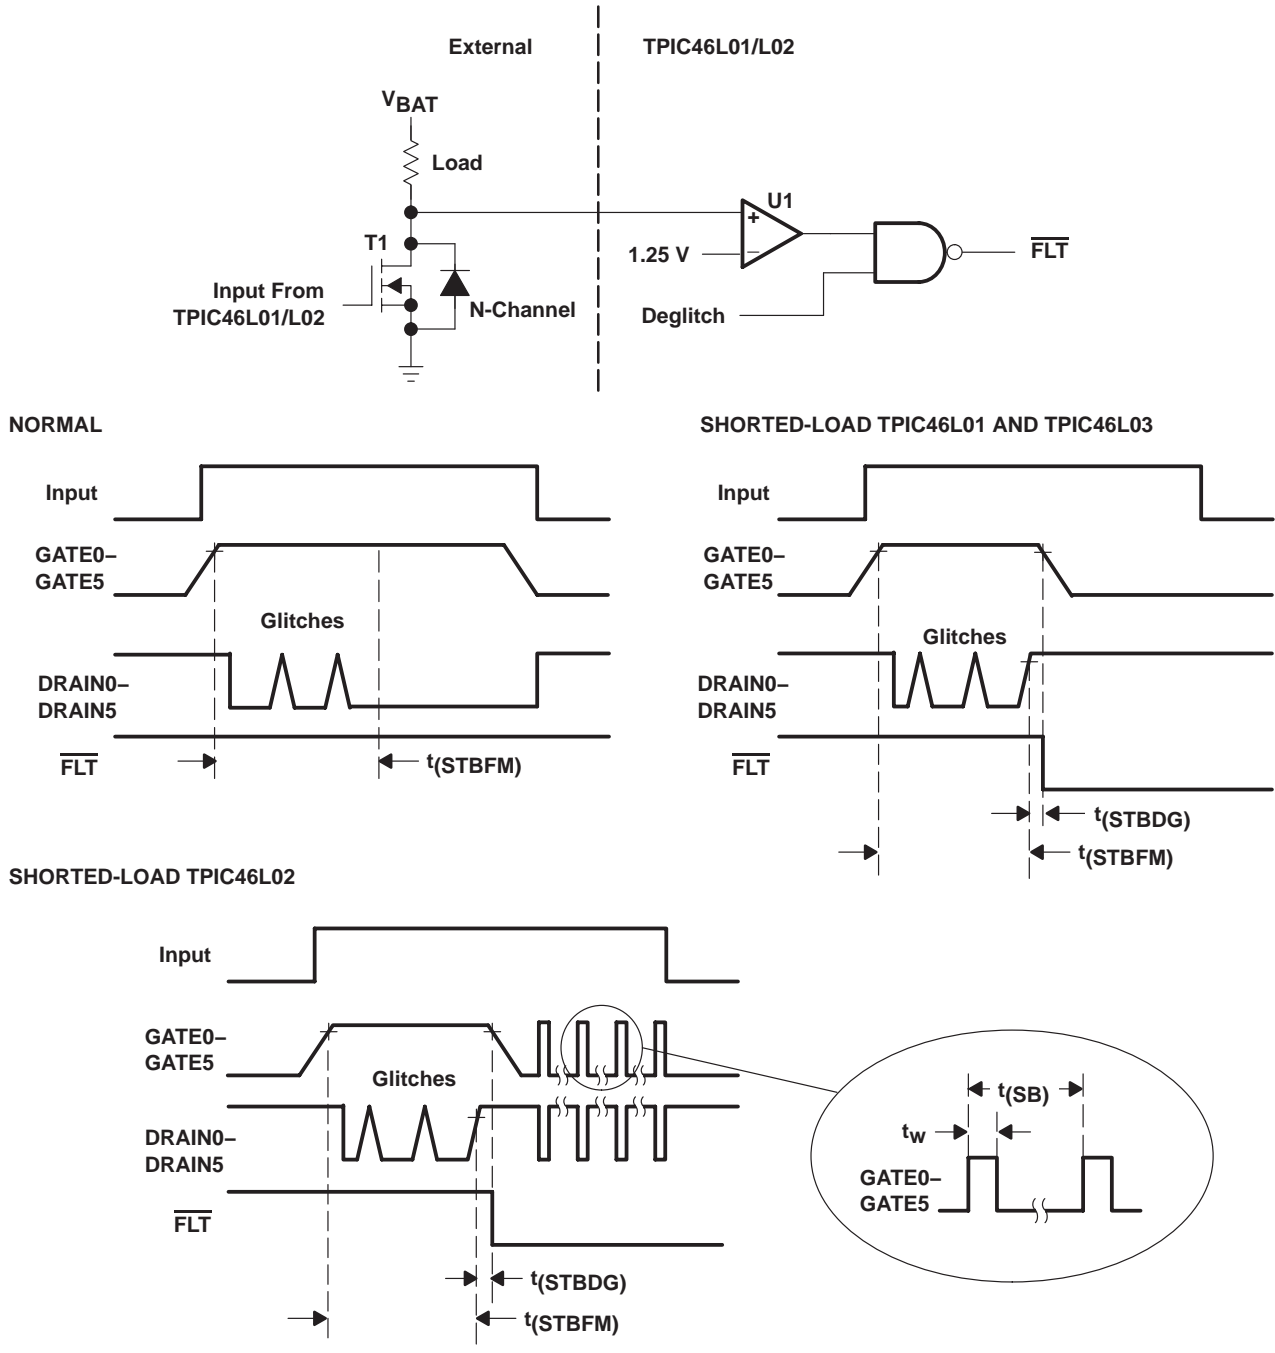 External
TPIC46L01/L02
VBAT
Load
U1
+
T1
1.25 V
–
FLT
Input From
TPIC46L01/L02
N-Channel
Deglitch
NORMAL
SHORTED-LOAD TPIC46L01 AND TPIC46L03
Input
GATE0–
GATE5
Glitches
DRAIN0–
DRAIN5
FLT
t(STBFM)
Input
GATE0–
GATE5
Glitches
DRAIN0–
DRAIN5
FLT
t(STBDG)
t(STBFM)
SHORTED-LOAD TPIC46L02
Input
GATE0–
GATE5
Glitches
DRAIN0–
DRAIN5
FLT
t(STBDG)
t(STBFM)
t(SB)
tw
GATE0–
GATE5